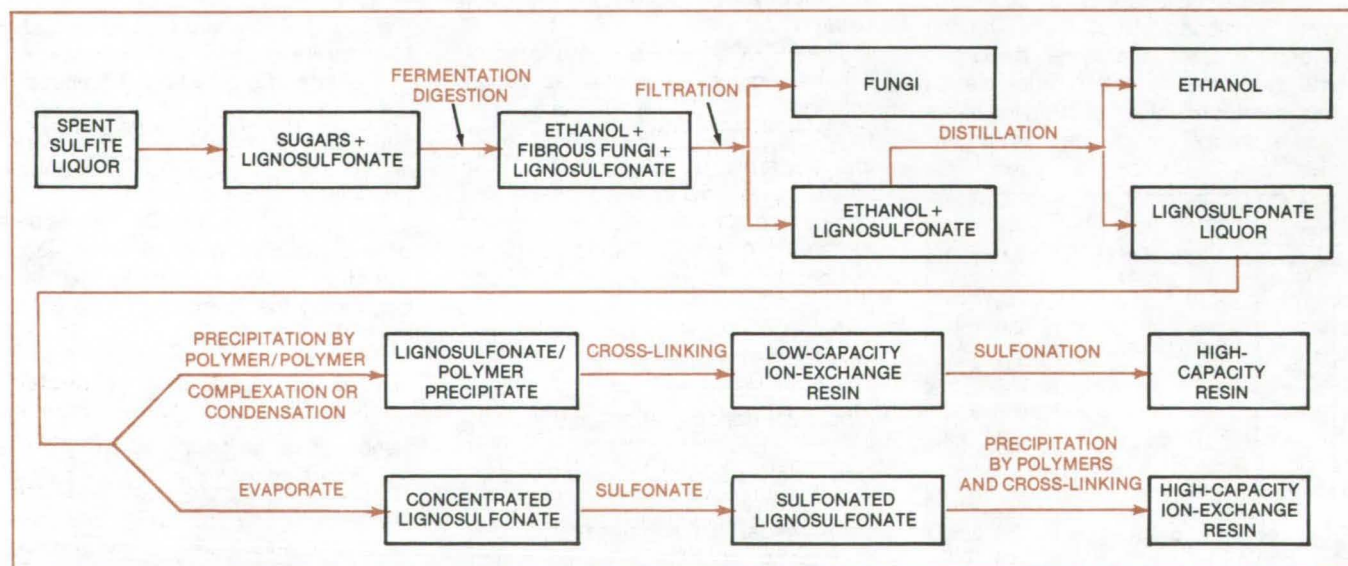 FERMENTATION
DIGESTION
FILTRATION
FUNGI
ETHANOL
SPENT
SULFITE
LIQUOR
SUGARS +
LIGNOSULFONATE
ETHANOL +
FIBROUS FUNGI +
LIGNOSULFONATE
DISTILLATION
ETHANOL +
LIGNOSULFONATE
LIGNOSULFONATE
LIQUOR
PRECIPITATION BY
POLYMER/POLYMER
COMPLEXATION OR
CONDENSATION
LIGNOSULFONATE/
POLYMER
PRECIPITATE
CROSS-LINKING
LOW-CAPACITY
ION-EXCHANGE
RESIN
SULFONATION
HIGH-
CAPACITY
RESIN
EVAPORATE
CONCENTRATED
LIGNOSULFONATE
SULFONATE
SULFONATED
LIGNOSULFONATE
PRECIPITATION
BY POLYMERS
AND CROSS-LINKING
HIGH-CAPACITY
ION-EXCHANGE
RESIN